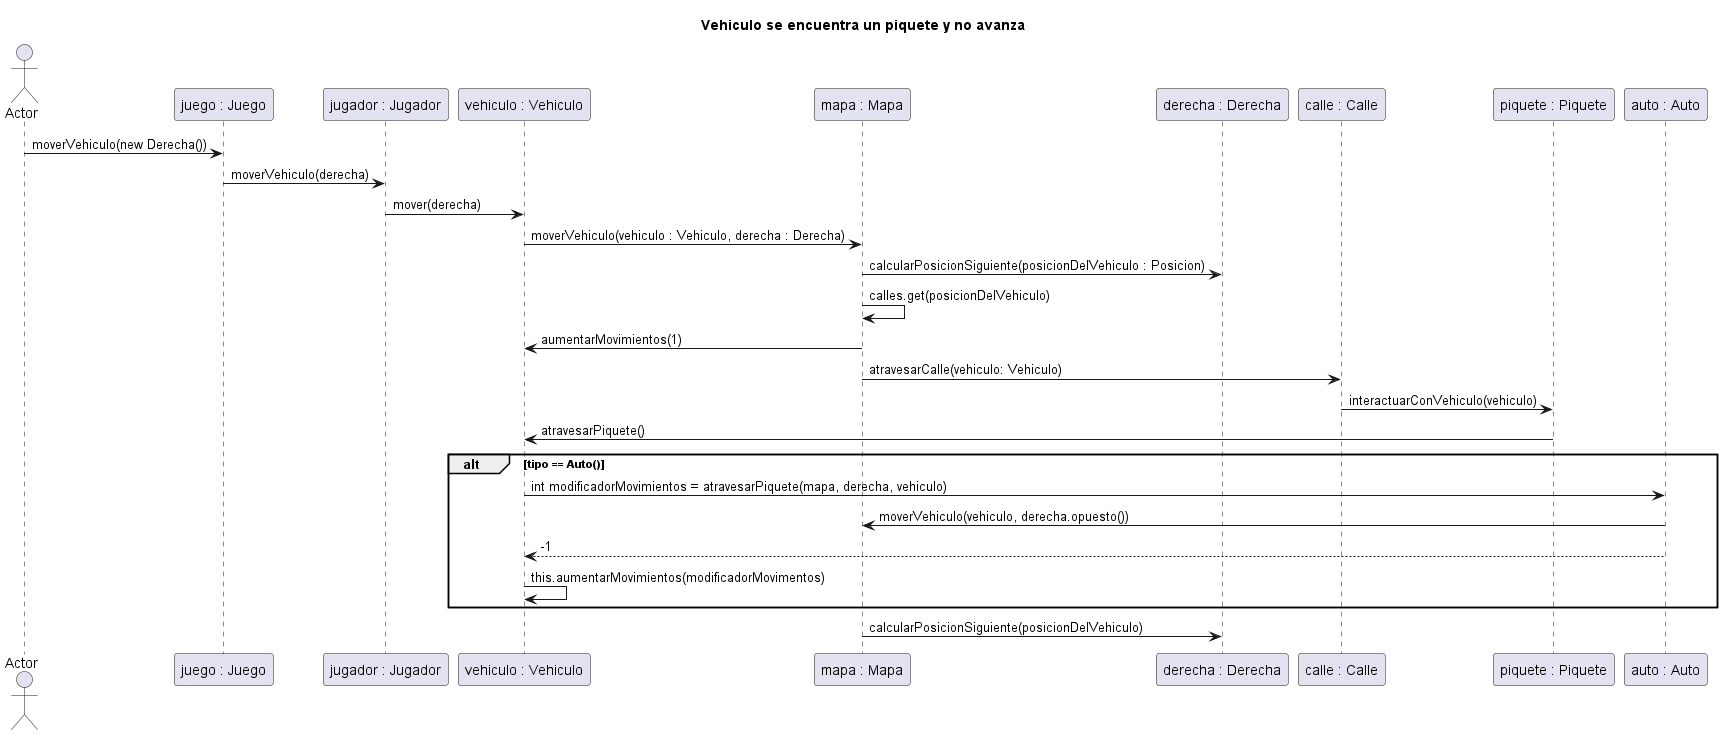 Vehiculo se encuentra un piquete y no avanza
Actor
juego : Juego
jugador : Jugador
vehiculo : Vehiculo
mapa : Mapa
derecha : Derecha
calle : Calle
piquete : Piquete
auto : Auto
moverVehiculo(new Derecha())
moverVehiculo(derecha)
mover(derecha)
moverVehiculo(vehiculo : Vehiculo, derecha : Derecha)
calcularPosicionSiguiente(posicionDelVehiculo : Posicion)
calles.get(posicionDelVehiculo)
aumentarMovimientos(1)
atravesarCalle(vehiculo: Vehiculo)
interactuarConVehiculo(vehiculo)
atravesarPiquete()
alt [tipo == Auto()]
int modificadorMovimientos = atravesarPiquete(mapa, derecha, vehiculo)
moverVehiculo(vehiculo, derecha.opuesto())
-1
this.aumentarMovimientos(modificadorMovimentos)
calcularPosicionSiguiente(posicionDelVehiculo)
Actor
juego : Juego
jugador : Jugador
vehiculo : Vehiculo
mapa : Mapa
derecha : Derecha
calle : Calle
piquete : Piquete
auto : Auto